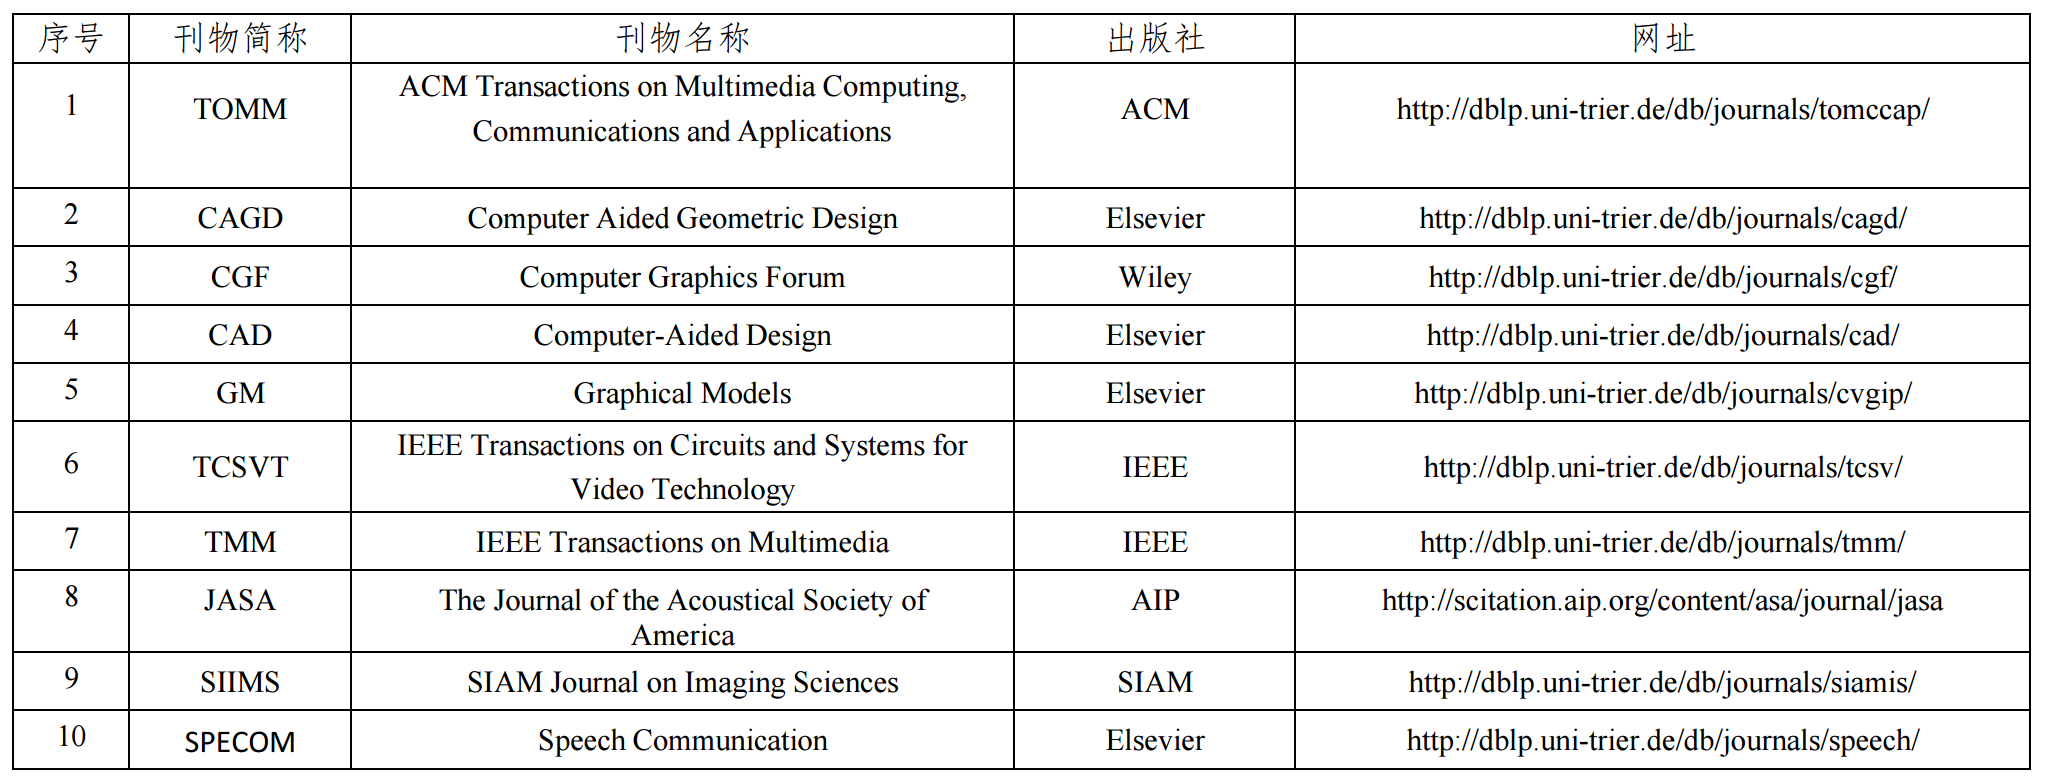 序号 刊物简称 刊物名称 出版社 网址
1 TOMM ACM Transactions on Multimedia Computing, Communications and Applications ACM http://dblp.uni-trier.de/db/journals/tomccap/
2 CAGD Computer Aided Geometric Design Elsevier http://dblp.uni-trier.de/db/journals/cagd/
3 CGF Computer Graphics Forum Wiley http://dblp.uni-trier.de/db/journals/cgf/
4 CAD Computer-Aided Design Elsevier http://dblp.uni-trier.de/db/journals/cad/
5 GM Graphical Models Elsevier http://dblp.uni-trier.de/db/journals/cvgip/
6 TCSVT IEEE Transactions on Circuits and Systems for Video Technology IEEE http://dblp.uni-trier.de/db/journals/tcsv/
7 TMM IEEE Transactions on Multimedia IEEE http://dblp.uni-trier.de/db/journals/tmm/
8 JASA The Journal of the Acoustical Society of America AIP http://scitation.aip.org/content/asa/journal/jasa
9 SIIMS SIAM Journal on Imaging Sciences SIAM http://dblp.uni-trier.de/db/journals/siamis/
10 SPECOM Speech Communication Elsevier http://dblp.uni-trier.de/db/journals/speech/